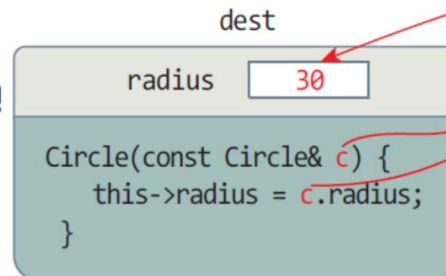 dest
radius 30
Circle(const Circle& c) {
this->radius = c.radius;
}